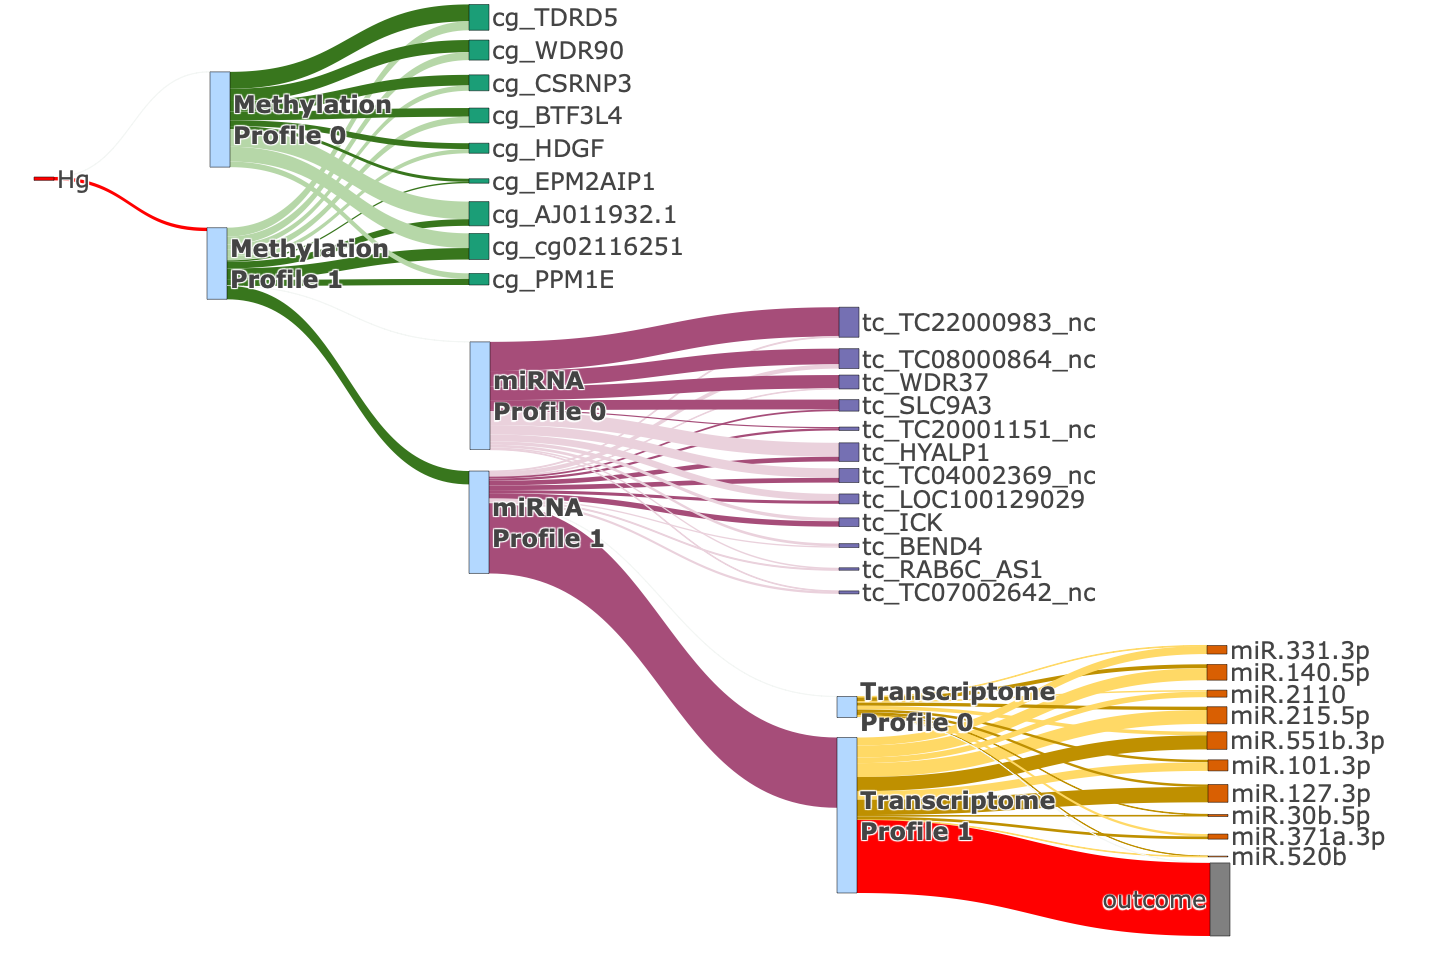 Hg
Methylation
Profile 0
Methylation
Profile 1
cg_TDRD5
cg_WDR90
cg_CSRNP3
cg_BTF3L4
cg_HDGF
cg_EPM2AIP1
cg_AJ011932.1
cg_cg02116251
cg_PPM1E
miRNA
Profile 0
miRNA
Profile 1
tc_TC22000983_nc
tc_TC08000864_nc
tc_WDR37
tc_SLC9A3
tc_TC20001151_nc
tc_HYALP1
tc_TC04002369_nc
tc_LOC100129029
tc_ICK
tc_BEND4
tc_RAB6C_AS1
tc_TC07002642_nc
Transcriptome
Profile 0
Transcriptome
Profile 1
miR.331.3p
miR.140.5p
miR.2110
miR.215.5p
miR.551b.3p
miR.101.3p
miR.127.3p
miR.30b.5p
miR.371a.3p
miR.520b
outcome